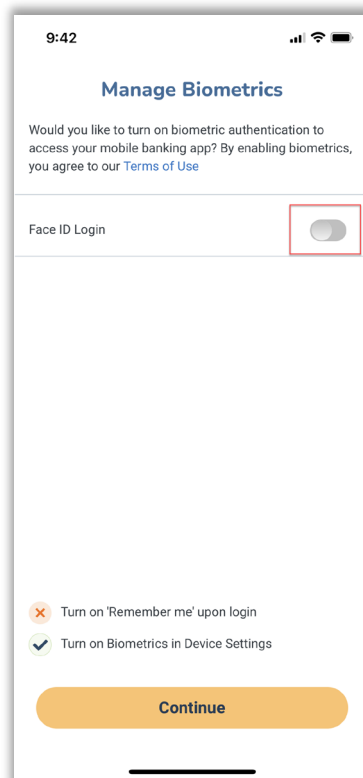 9:42
Manage Biometrics
Would you like to turn on biometric authentication to
access your mobile banking app? By enabling biometrics,
you agree to our Terms of Use
Face ID Login
Turn on 'Remember me' upon login
Turn on Biometrics in Device Settings
Continue